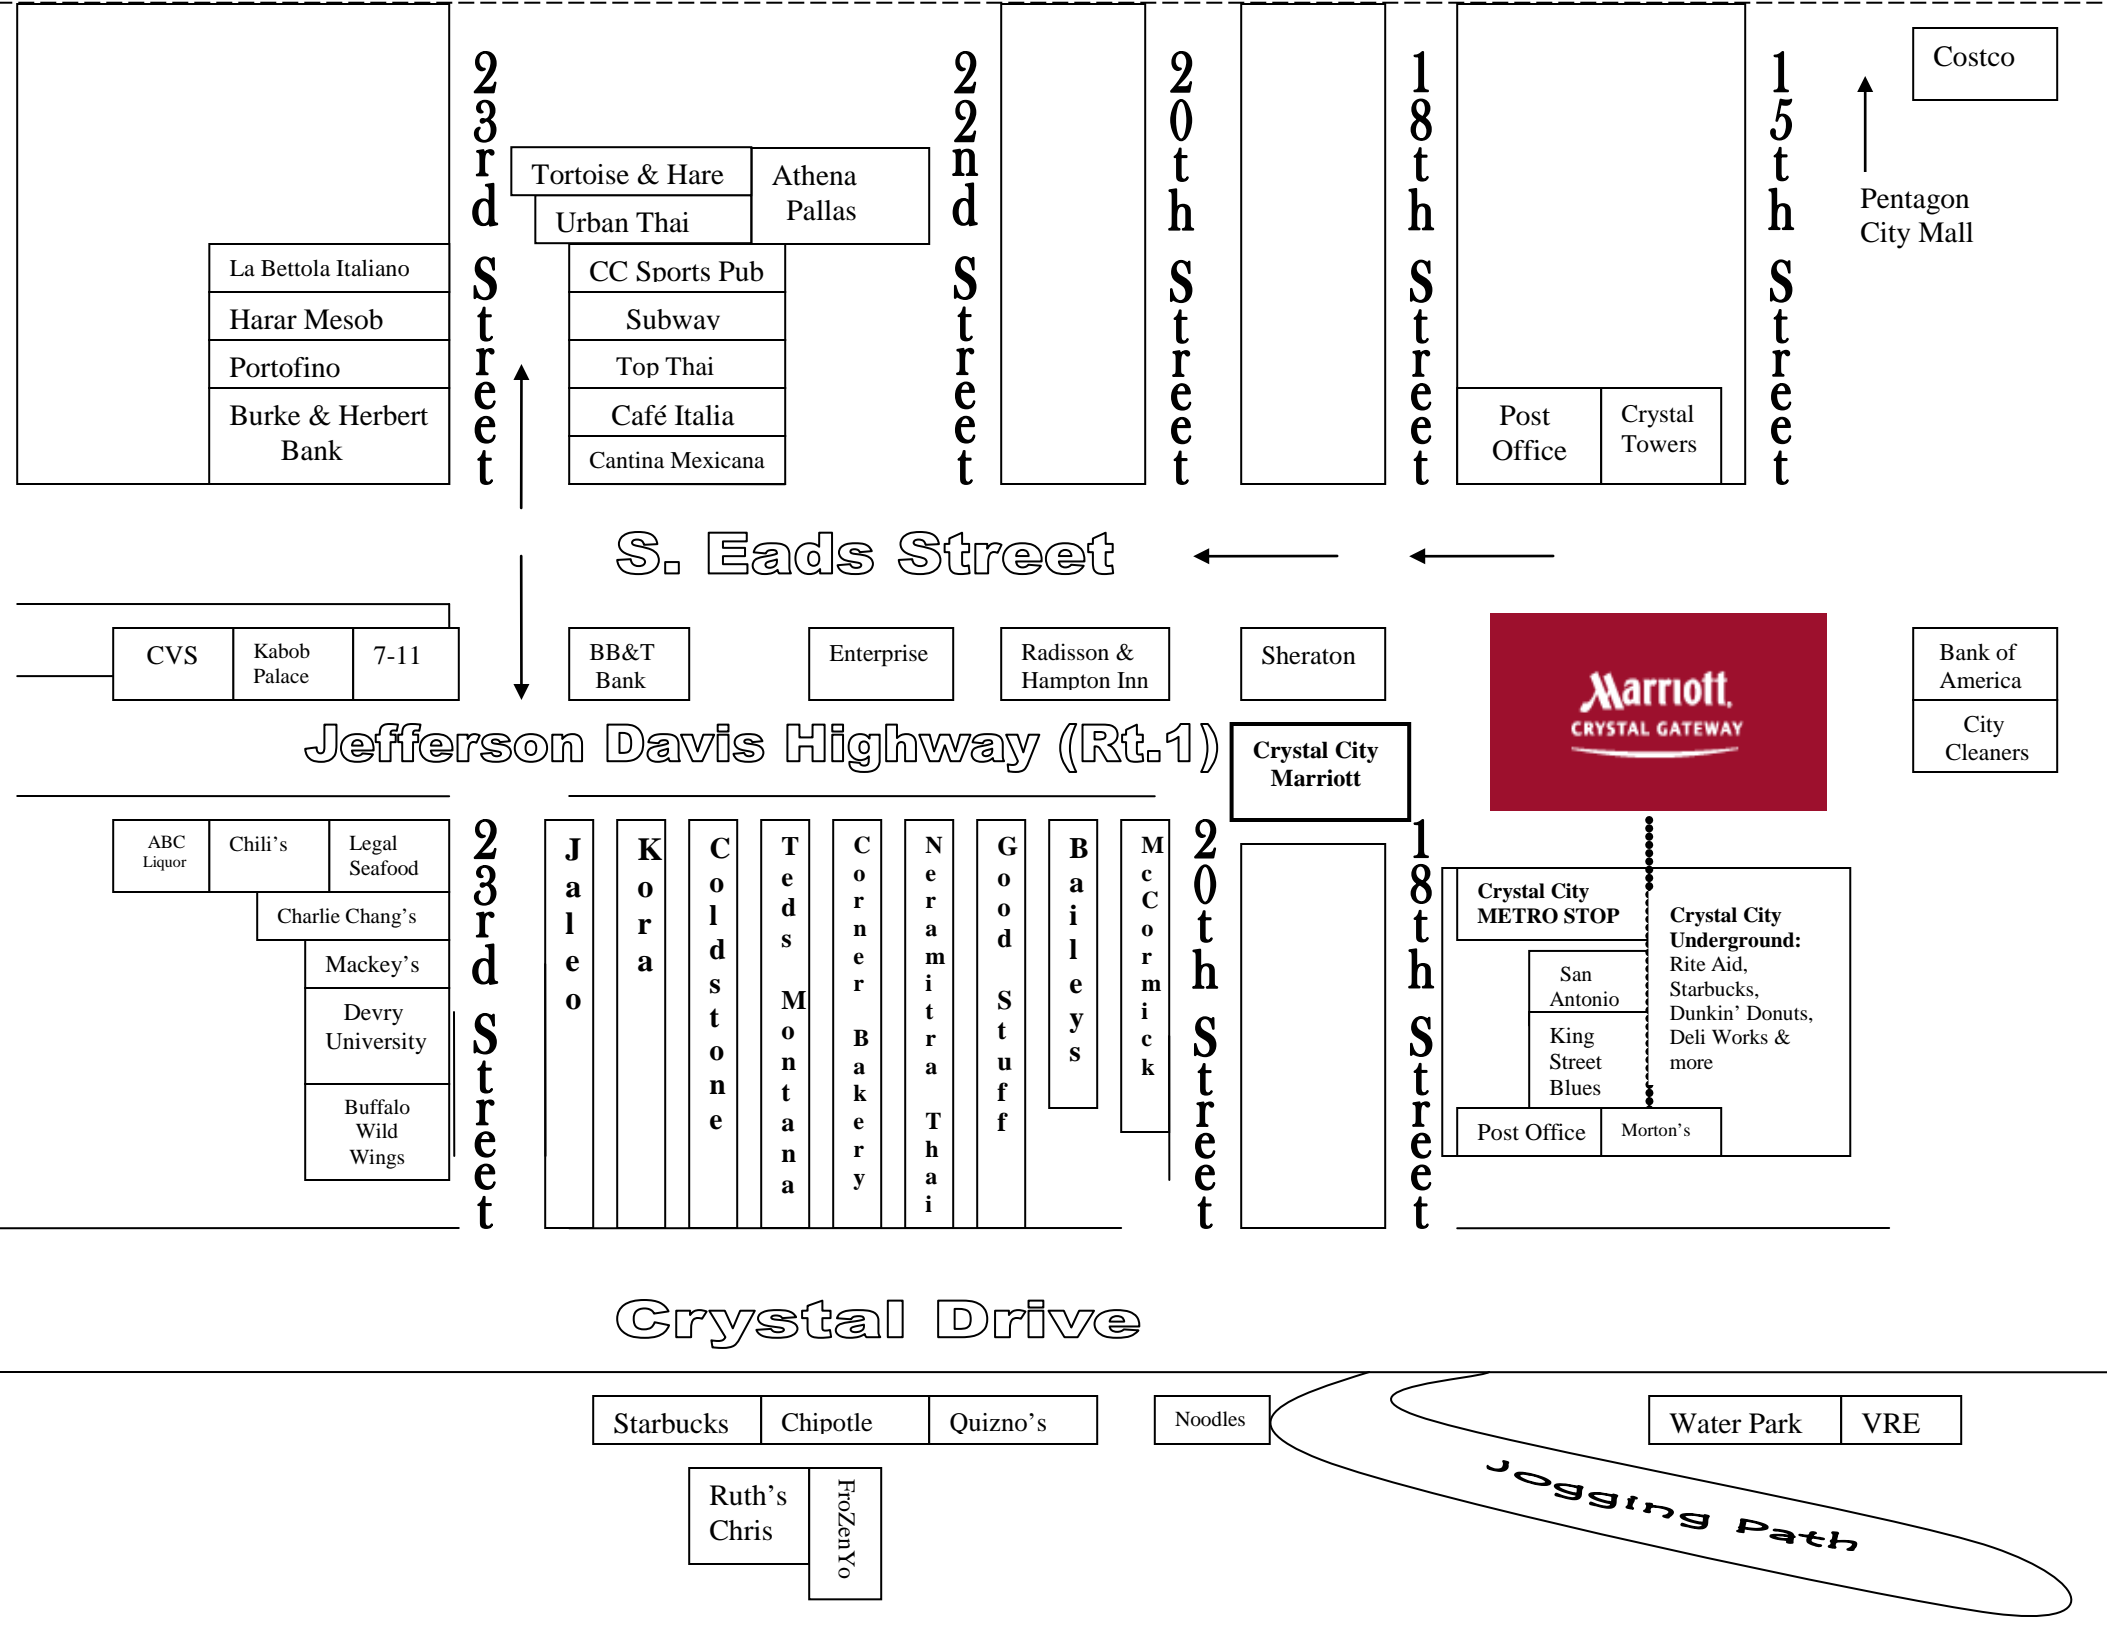 23rd Street
22nd Street
20th Street
18th Street
15th Street
Costco
Pentagon
City Mall
Tortoise & Hare
Athena
Pallas
Urban Thai
La Bettola Italiano
Harar Mesob
Portofino
Burke & Herbert
Bank
CC Sports Pub
Subway
Top Thai
Café Italia
Cantina Mexicana
Post
Office
Crystal
Towers
S. Eads Street
CVS
Kabob
Palace
7-11
BB&T
Bank
Enterprise
Radisson &
Hampton Inn
Sheraton
Marriott.
CRYSTAL GATEWAY
Bank of
America
City
Cleaners
Jefferson Davis Highway (Rt.1)
Crystal City
Marriott
ABC
Liquor
Chili's
Legal
Seafood
Charlie Chang's
Mackey's
Devry
University
Buffalo
Wild
Wings
23rd Street
Jaleo
Kora
Coldstone
Teds Montana
Corner Bakery
Neramitra Thai
Good Stuff
Baileys
McCormick
20th Street
18th Street
Crystal City
METRO STOP
San
Antonio
King
Street
Blues
Crystal City
Underground:
Rite Aid,
Starbucks,
Dunkin' Donuts,
Deli Works &
more
Post Office
Morton's
Crystal Drive
Starbucks
Chipotle
Quizno's
Noodles
Water Park
VRE
Ruth's
Chris
FroZenYo
Jogging Path